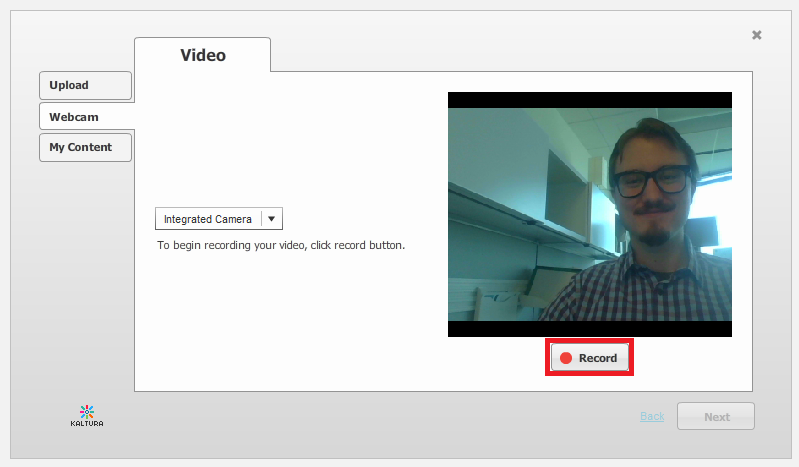 Video
Upload
Webcam
My Content
Integrated Camera
To begin recording your video, click record button.
Record
KALTURA
Back
Next